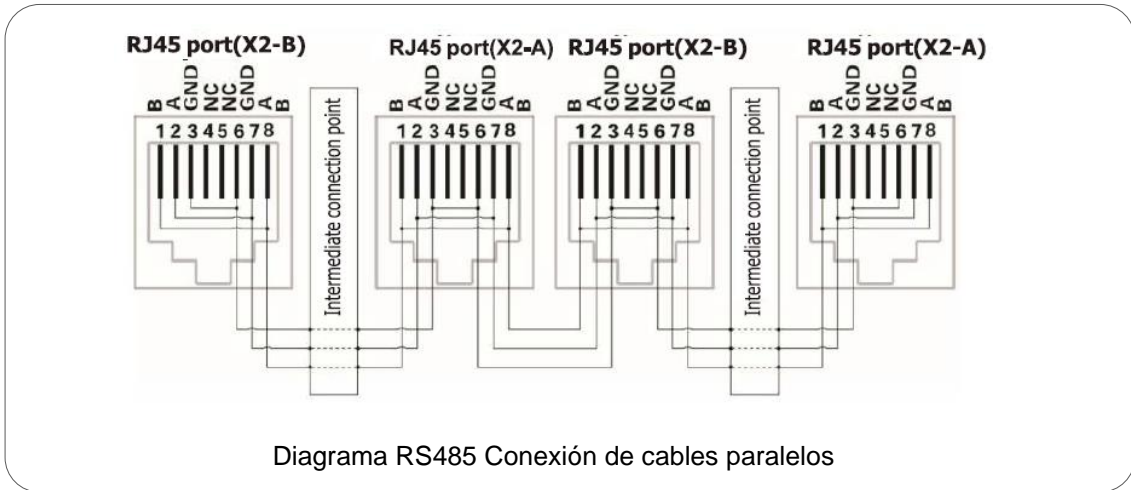 RJ45 port(X2-B)
RJ45 port(X2-A)
RJ45 port(X2-B)
RJ45 port(X2-A)
B A GND NC NC GND A B
B A GND NC NC GND A B
B A GND NC NC GND A B
B A GND NC NC GND A B
1 2 3 4 5 6 7 8
1 2 3 4 5 6 7 8
1 2 3 4 5 6 7 8
1 2 3 4 5 6 7 8
Intermediate connection point
Intermediate connection point
Diagrama RS485 Conexión de cables paralelos